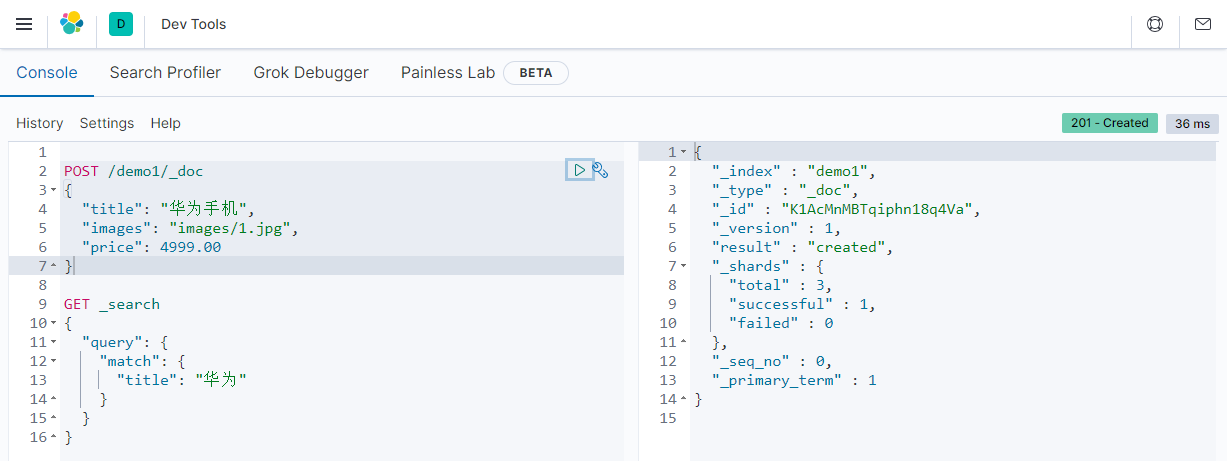 D Dev Tools
Console Search Profiler Grok Debugger Painless Lab BETA
History Settings Help 201 - Created 36 ms
1
2 POST /demo1/_doc
3 {
4 "title": "华为手机",
5 "images": "images/1.jpg",
6 "price": 4999.00
7 }
8
9 GET _search
10 {
11 "query": {
12 "match": {
13 "title": "华为"
14 }
15 }
16 }
1 {
2 "_index" : "demo1",
3 "_type" : "_doc",
4 "_id" : "K1AcMnMBTqiphn18q4Va",
5 "_version" : 1,
6 "result" : "created",
7 "_shards" : {
8 "total" : 3,
9 "successful" : 1,
10 "failed" : 0
11 },
12 "_seq_no" : 0,
13 "_primary_term" : 1
14 }
15